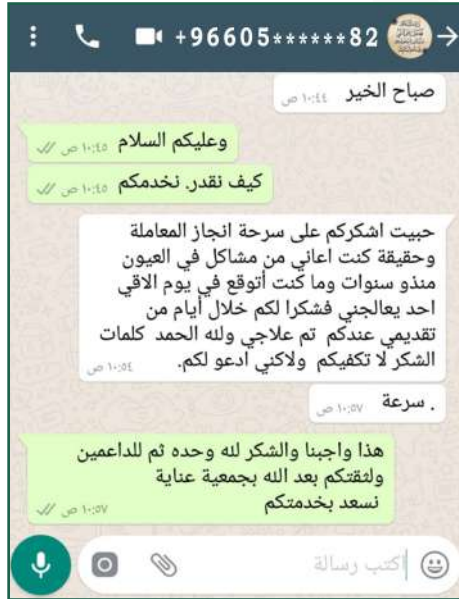 +96605******82
صباح الخير ١٠:٤٤ ص
وعليكم السلام ١٠:٤٥ ص
كيف نقدر. نخدمكم ١٠:٤٥ ص
حبيت اشكركم على سرحة انجاز المعاملة
وحقيقة كنت اعاني من مشاكل في العيون
منذو سنوات وما كنت أتوقع في يوم الاقي
احد يعالجني فشكرا لكم خلال أيام من
تقديمي عندكم تم علاجي ولله الحمد كلمات
الشكر لا تكفيكم ولاكني ادعو لكم. ١٠:٥٤ ص
. سرعة ١٠:٥٧ ص
هذا واجبنا والشكر لله وحده ثم للداعمين
ولثقتكم بعد الله بجمعية عناية
نسعد بخدمتكم ١٠:٥٧ ص
اكتب رسالة